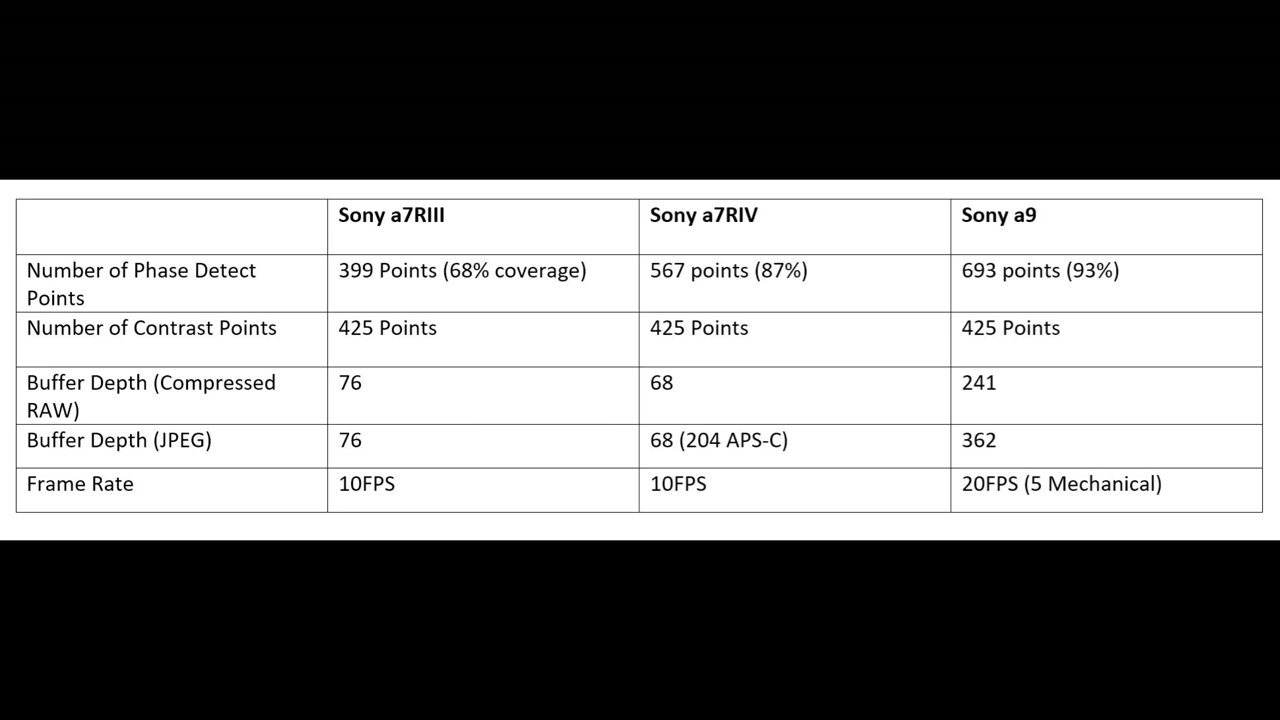 Sony a7RIII Sony a7RIV Sony a9
Number of Phase Detect Points 399 Points (68% coverage) 567 points (87%) 693 points (93%)
Number of Contrast Points 425 Points 425 Points 425 Points
Buffer Depth (Compressed RAW) 76 68 241
Buffer Depth (JPEG) 76 68 (204 APS-C) 362
Frame Rate 10FPS 10FPS 20FPS (5 Mechanical)